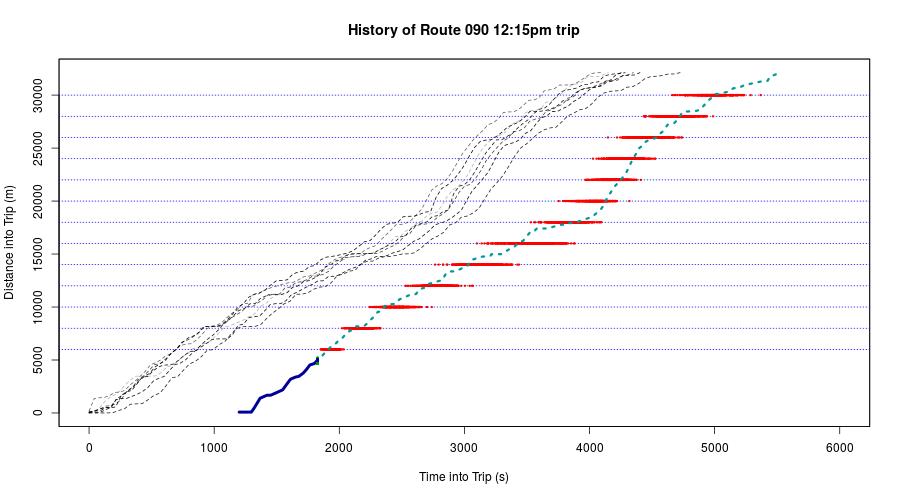 History of Route 090 12:15pm trip
Distance into Trip (m)
30000
25000
20000
15000
10000
5000
0
0 1000 2000 3000 4000 5000 6000
Time into Trip (s)